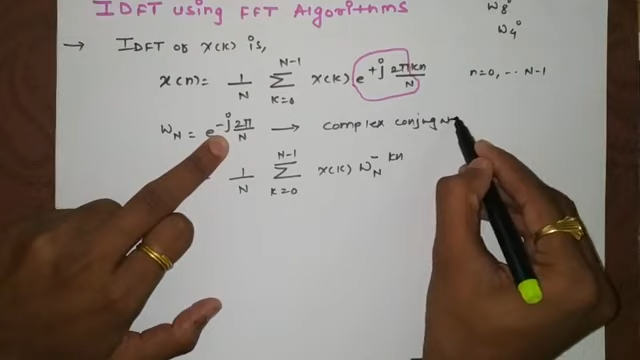 IDFT using FFT Algorithms
W₈⁰
W₄⁰
→ IDFT of X(K) is,
x(n) = 1/N Σ_{K=0}^{N-1} X(K) e^{+j 2πKn/N} n=0, ... N-1
W_N = e^{-j 2π/N} → complex conjug
1/N Σ_{K=0}^{N-1} X(K) W_N^{-Kn}